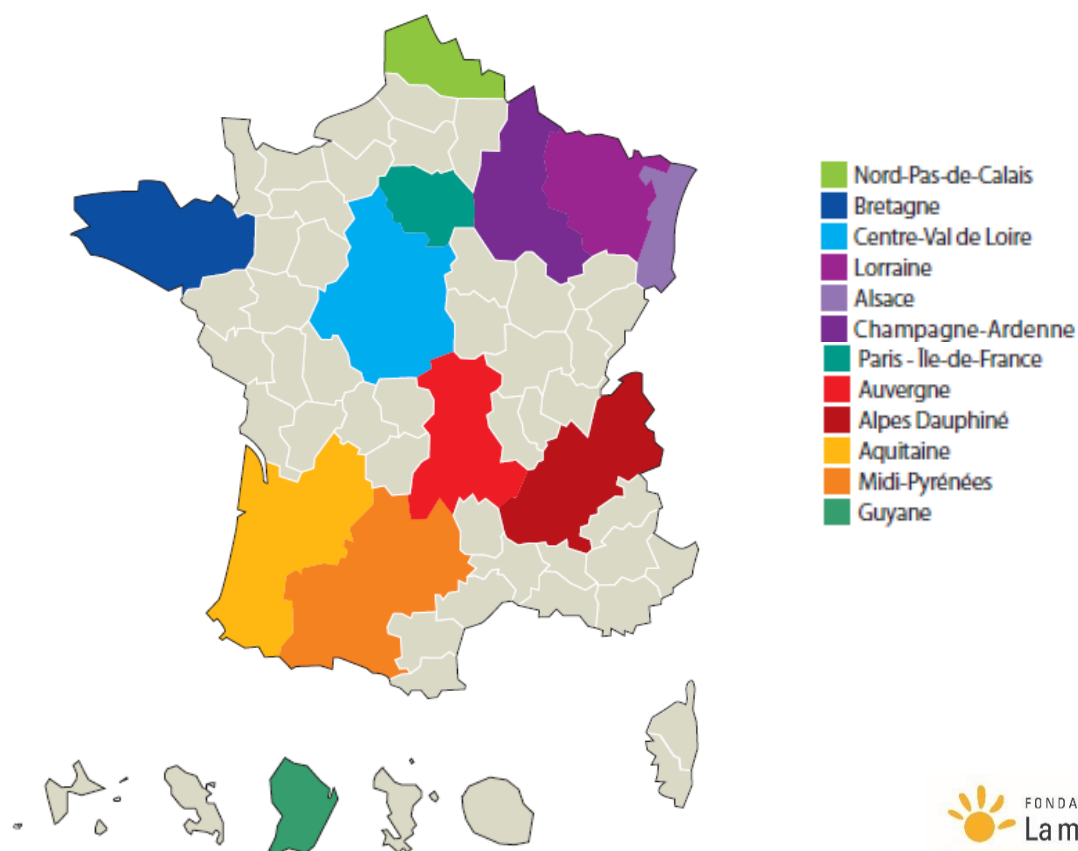 Nord-Pas-de-Calais
Bretagne
Centre-Val de Loire
Lorraine
Alsace
Champagne-Ardenne
Paris - Île-de-France
Auvergne
Alpes Dauphiné
Aquitaine
Midi-Pyrénées
Guyane
FONDA
Lam